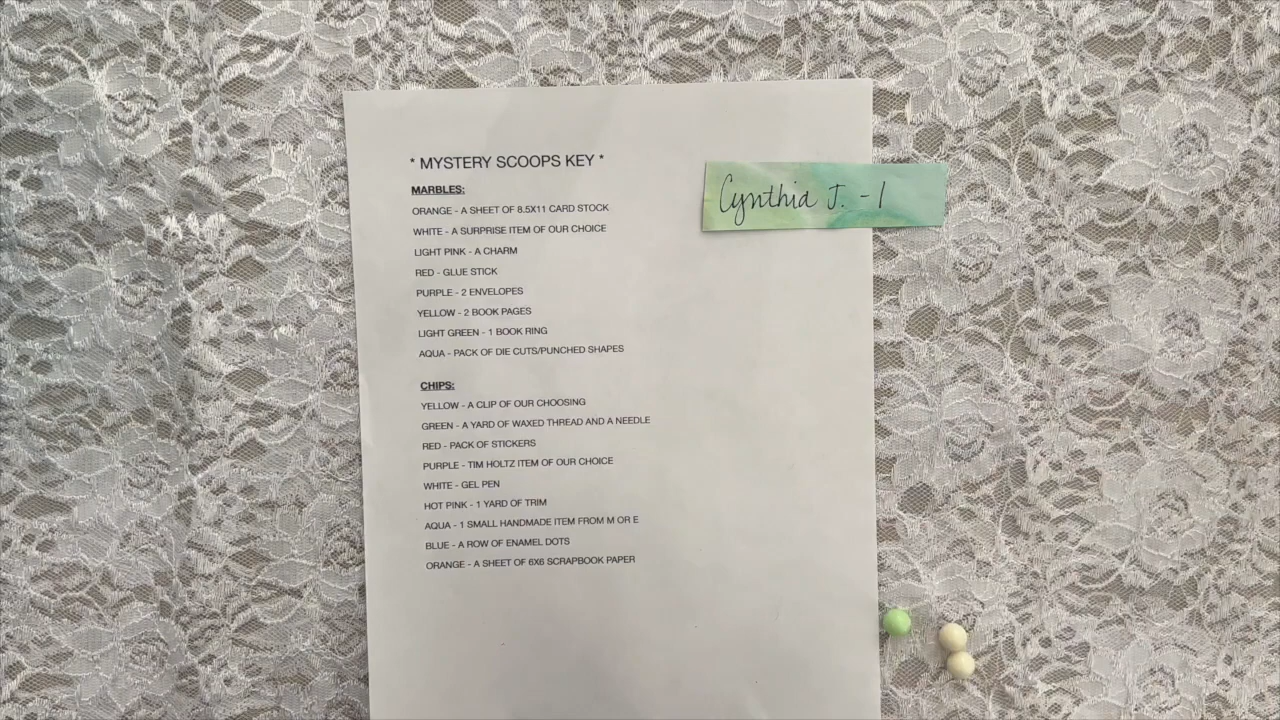 * MYSTERY SCOOPS KEY *
MARBLES:
ORANGE - A SHEET OF 8.5X11 CARD STOCK
WHITE - A SURPRISE ITEM OF OUR CHOICE
LIGHT PINK - A CHARM
RED - GLUE STICK
PURPLE - 2 ENVELOPES
YELLOW - 2 BOOK PAGES
LIGHT GREEN - 1 BOOK RING
AQUA - PACK OF DIE CUTS/PUNCHED SHAPES
CHIPS:
YELLOW - A CLIP OF OUR CHOOSING
GREEN - A YARD OF WAXED THREAD AND A NEEDLE
RED - PACK OF STICKERS
PURPLE - TIM HOLTZ ITEM OF OUR CHOICE
WHITE - GEL PEN
HOT PINK - 1 YARD OF TRIM
AQUA - 1 SMALL HANDMADE ITEM FROM M OR E
BLUE - A ROW OF ENAMEL DOTS
ORANGE - A SHEET OF 6X6 SCRAPBOOK PAPER
Cynthia J. - 1